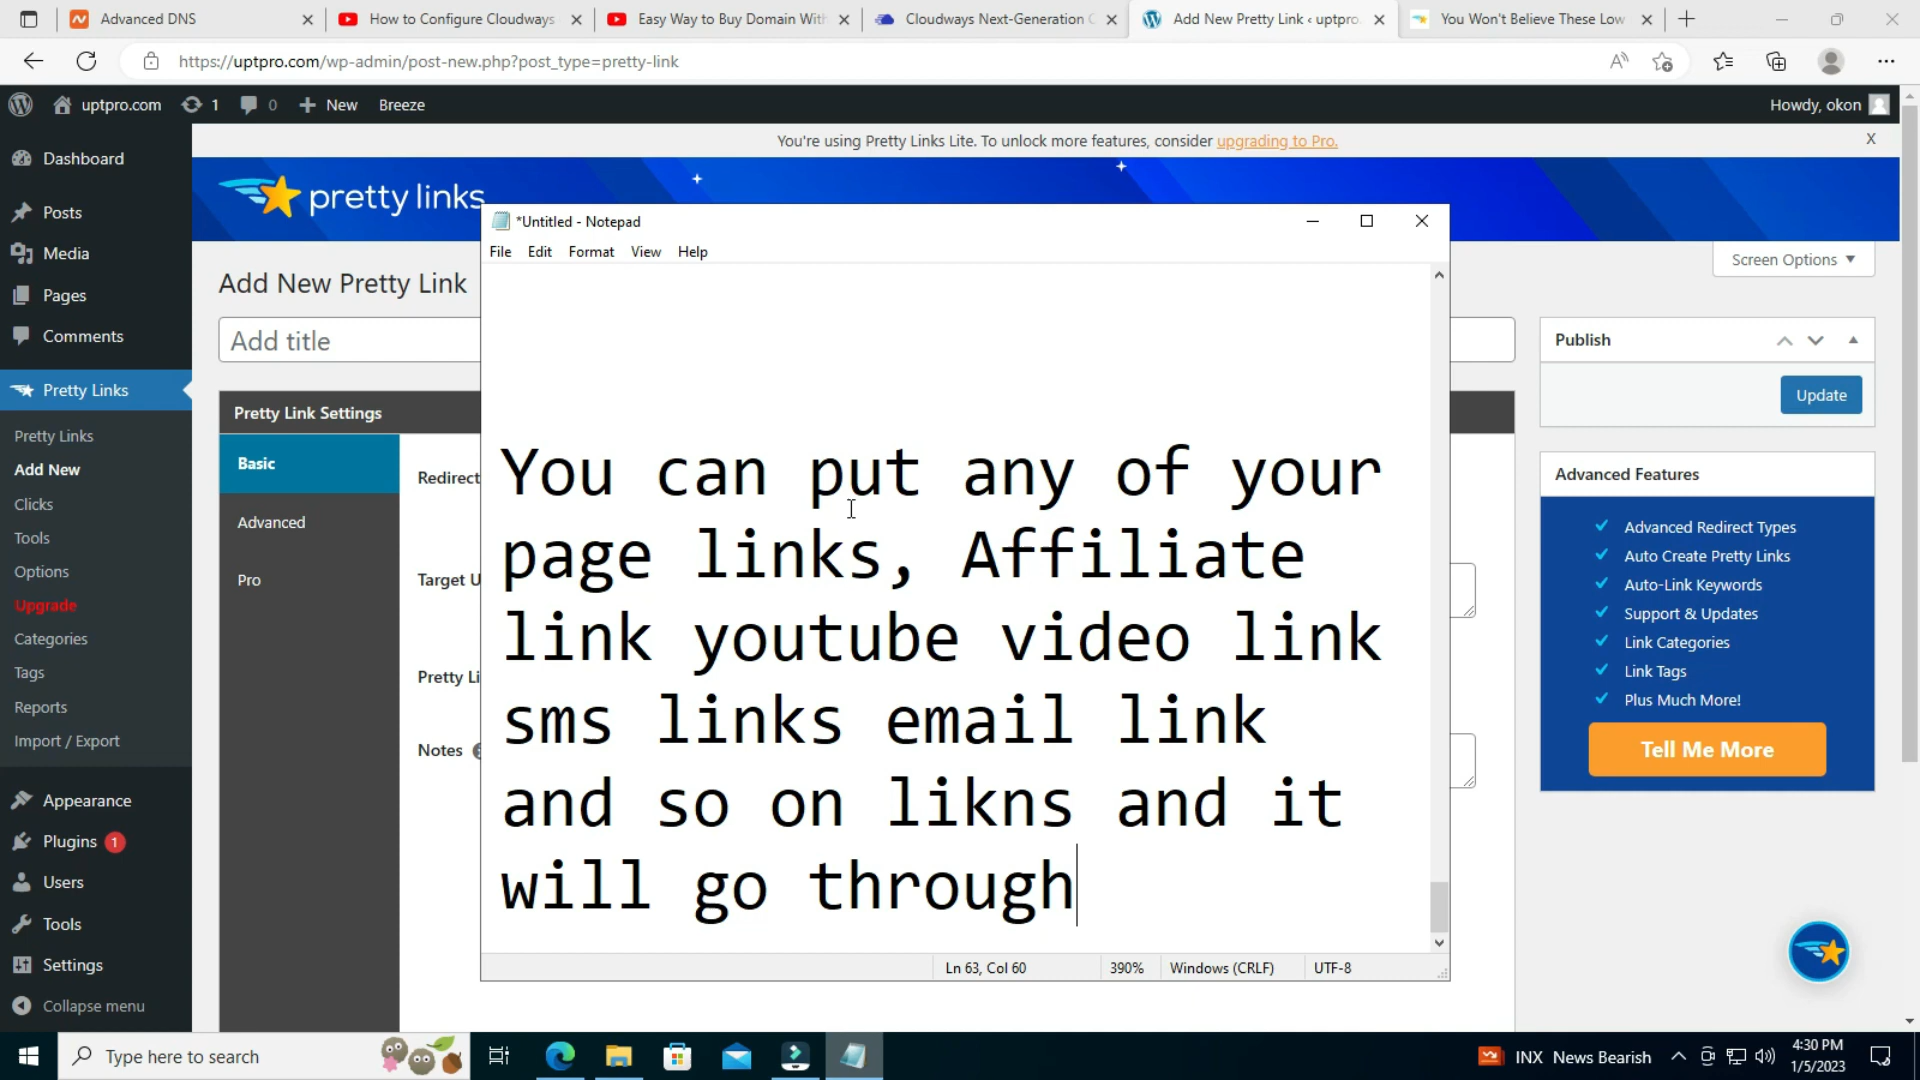 Advanced DNS
How to Configure Cloudways
Easy Way to Buy Domain With
Cloudways Next-Generation C
Add New Pretty Link ‹ uptpro.
You Won't Believe These Low
https://uptpro.com/wp-admin/post-new.php?post_type=pretty-link
uptpro.com 1 0 New Breeze
Howdy, okon
You're using Pretty Links Lite. To unlock more features, consider upgrading to Pro. X
pretty links
Dashboard
Posts
Media
Pages
Comments
Pretty Links
Pretty Links
Add New
Clicks
Tools
Options
Upgrade
Categories
Tags
Reports
Import / Export
Appearance
Plugins 1
Users
Tools
Settings
Collapse menu
Screen Options
Add New Pretty Link
Add title
Pretty Link Settings
Basic
Advanced
Pro
Redirect
Target U
Pretty Li
Notes
*Untitled - Notepad
File Edit Format View Help
You can put any of your
page links, Affiliate
link youtube video link
sms links email link
and so on likns and it
will go through
Ln 63, Col 60
390%
Windows (CRLF)
UTF-8
Publish
Update
Advanced Features
Advanced Redirect Types
Auto Create Pretty Links
Auto-Link Keywords
Support & Updates
Link Categories
Link Tags
Plus Much More!
Tell Me More
Type here to search
INX News Bearish
4:30 PM
1/5/2023